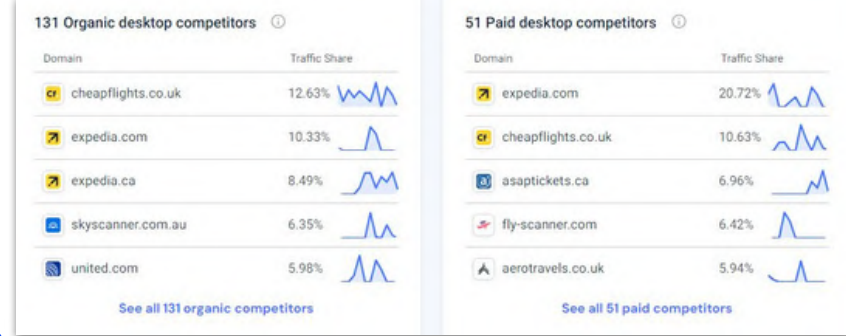 131 Organic desktop competitors
Domain Traffic Share
CF cheapflights.co.uk 12.63%
expedia.com 10.33%
expedia.ca 8.49%
skyscanner.com.au 6.35%
united.com 5.98%
See all 131 organic competitors
51 Paid desktop competitors
Domain Traffic Share
expedia.com 20.72%
CF cheapflights.co.uk 10.63%
a asaptickets.ca 6.96%
fly-scanner.com 6.42%
aerotravels.co.uk 5.94%
See all 51 paid competitors